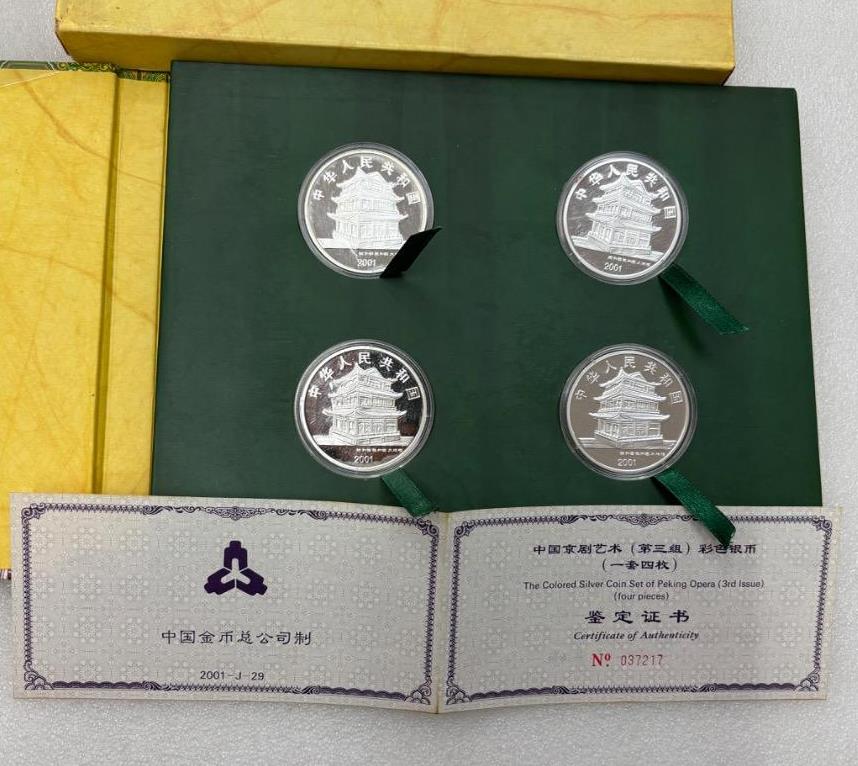 中华人民共和国
2001
中华人民共和国
2001
中华人民共和国
2001
中华人民共和国
2001
中国金币总公司制
2001-J-29
中国京剧艺术（第三组）彩色银币
（一套四枚）
The Colored Silver Coin Set of Peking Opera (3rd Issue)
(four pieces)
鉴定证书
Certificate of Authenticity
Nº 037217